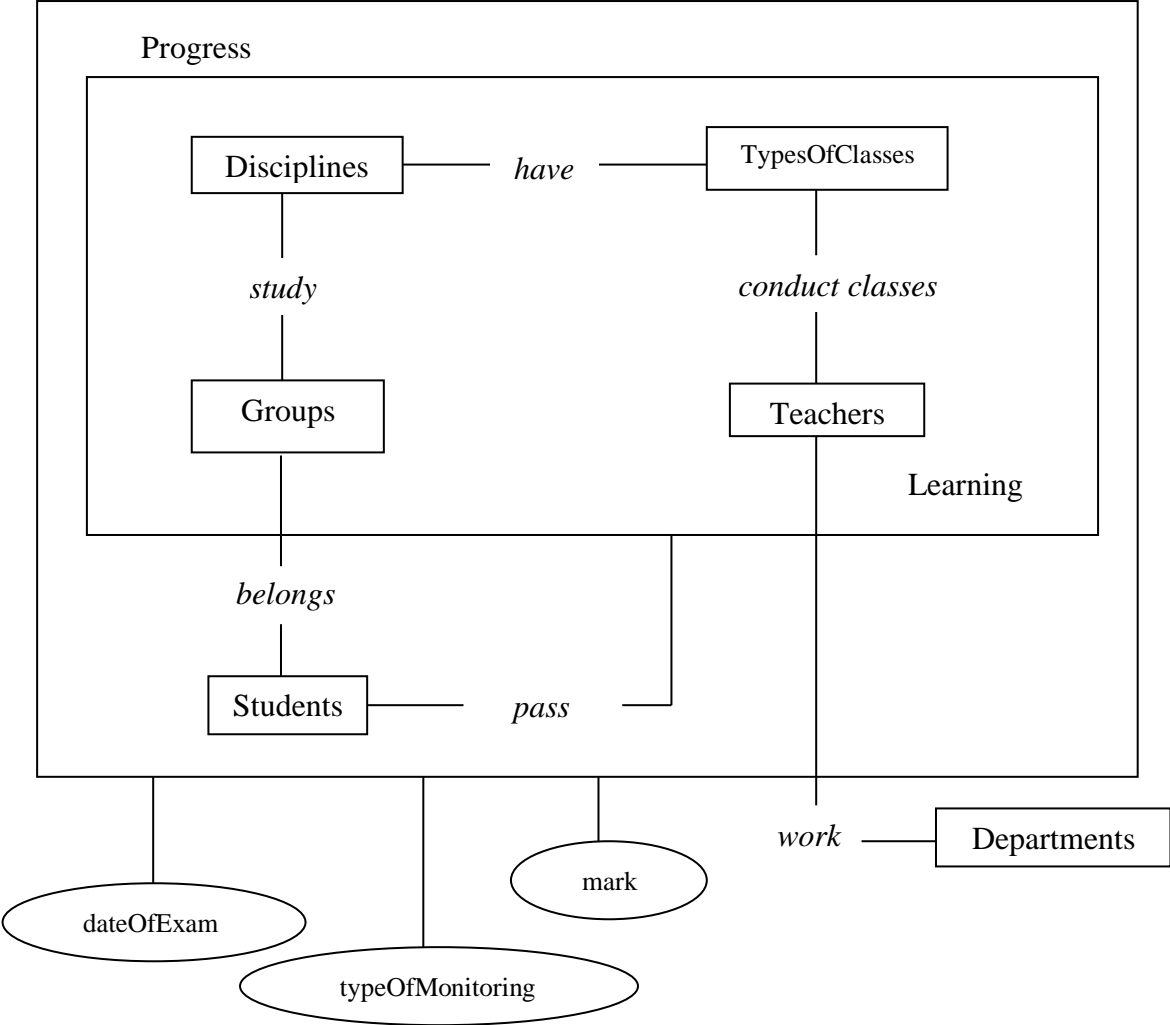 Progress
Disciplines
have
TypesOfClasses
study
conduct classes
Groups
Teachers
Learning
belongs
Students
pass
work
Departments
mark
dateOfExam
typeOfMonitoring